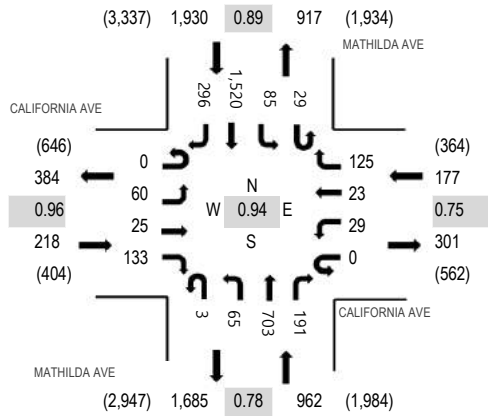 (3,337) 1,930 0.89 917 (1,934)
MATHILDA AVE
296 1,520 85 29
CALIFORNIA AVE
(646) (364)
0 125
384 177
60 N 23
0.96 W 0.94 E 0.75
25 S 29
218 301
133 0
(404) (562)
3 65 703 191
CALIFORNIA AVE
MATHILDA AVE
(2,947) 1,685 0.78 962 (1,984)